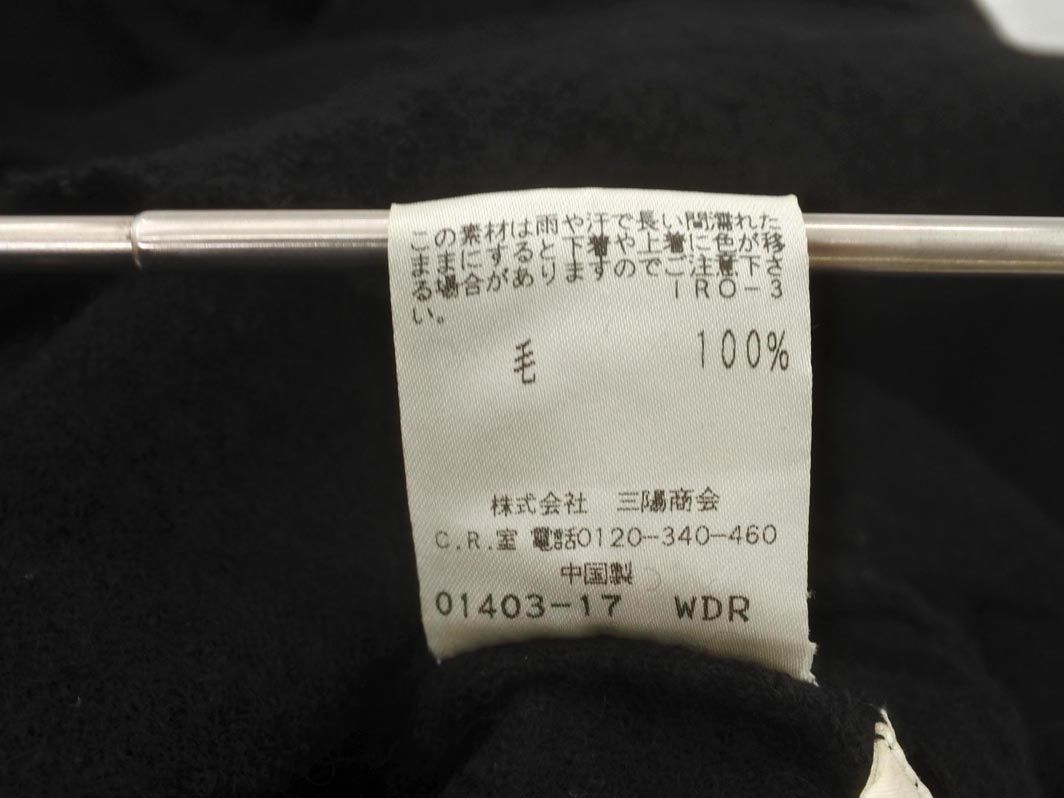 この素材は雨や汗で長い間濡れた
ままにするとり下着や上着に色が移
る場合がありますのでご注意下さ
い。
IRO-3
毛 100%
株式会社 三陽商会
C.R.室 電話0120-340-460
中国製
01403-17 WDR